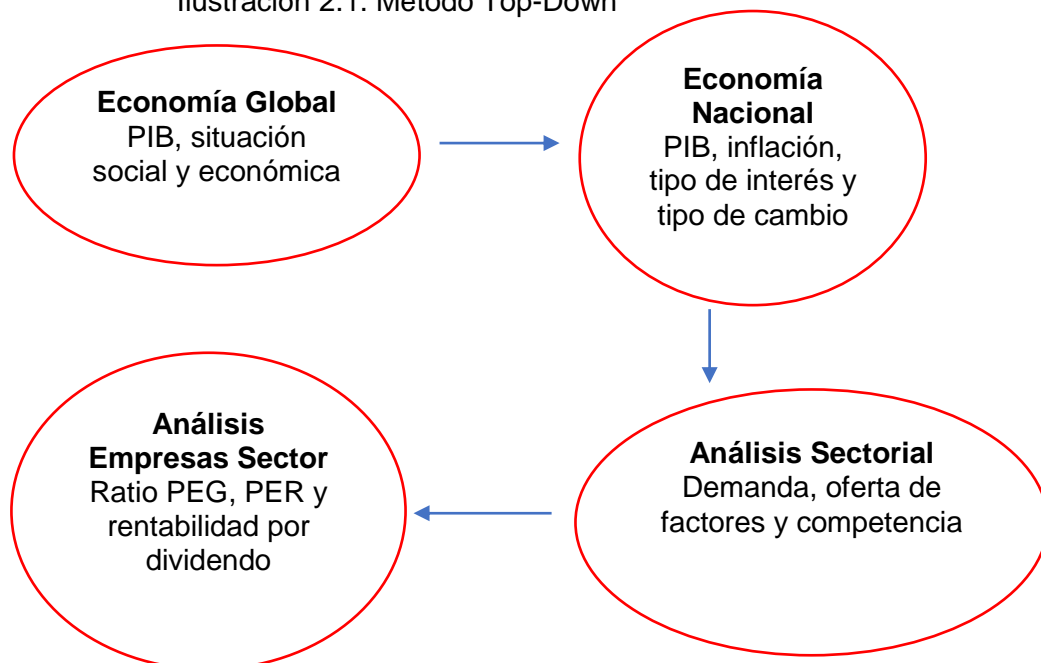 Ilustración 2.1. Método Top-Down
Economía Global
PIB, situación
social y económica
Economía
Nacional
PIB, inflación,
tipo de interés y
tipo de cambio
Análisis Sectorial
Demanda, oferta de
factores y competencia
Análisis
Empresas Sector
Ratio PEG, PER y
rentabilidad por
dividendo